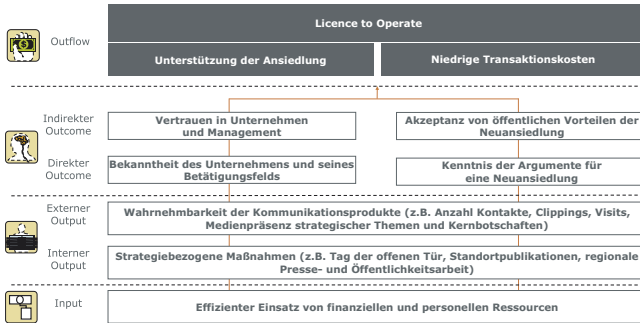 Licence to Operate
Outflow
Unterstützung der Ansiedlung
Niedrige Transaktionskosten
Indirekter
Outcome
Vertrauen in Unternehmen
und Management
Akzeptanz von öffentlichen Vorteilen der
Neuansiedlung
Direkter
Outcome
Bekanntheit des Unternehmens und seines
Betätigungsfelds
Kenntnis der Argumente für
eine Neuansiedlung
Externer
Output
Wahrnehmbarkeit der Kommunikationsprodukte (z.B. Anzahl Kontakte, Clippings, Visits,
Medienpräsenz strategischer Themen und Kernbotschaften)
Interner
Output
Strategiebezogene Maßnahmen (z.B. Tag der offenen Tür, Standortpublikationen, regionale
Presse- und Öffentlichkeitsarbeit)
Input
Effizienter Einsatz von finanziellen und personellen Ressourcen